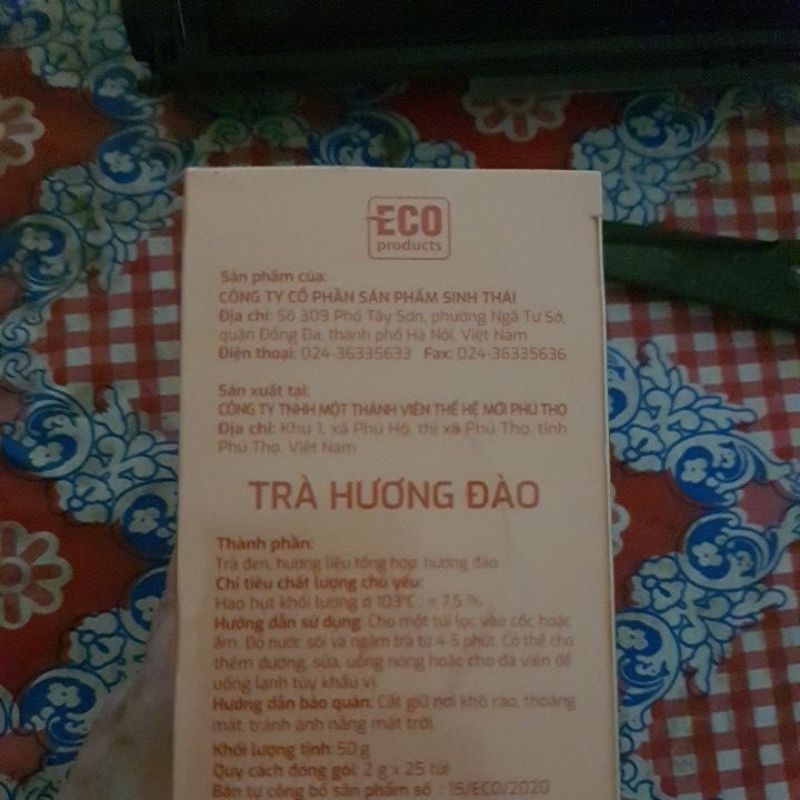 ECO
products
Sản phẩm của:
CÔNG TY CỔ PHẦN SẢN PHẨM SINH THÁI
Địa chỉ: Số 309 Phố Tây Sơn, phường Ngã Tư Sở,
quận Đống Đa, thành phố Hà Nội, Việt Nam
Điện thoại: 024-36335633 Fax: 024-36335636
Sản xuất tại:
CÔNG TY TNHH MỘT THÀNH VIÊN THẾ HỆ MỚI PHÚ THỌ
Địa chỉ: Khu 1, xã Phú Hộ, thị xã Phú Thọ, tỉnh
Phú Thọ, Việt Nam
TRÀ HƯƠNG ĐÀO
Thành phần:
Trà đen, hương liệu tổng hợp: hương đào.
Chỉ tiêu chất lượng chủ yếu:
Hao hụt khối lượng ở 103°C : ≤ 7,5 %
Hướng dẫn sử dụng: Cho một túi lọc vào cốc hoặc
ấm. Đổ nước sôi và ngâm trà từ 4-5 phút. Có thể cho
thêm đường, sữa, uống nóng hoặc cho đá viên để
uống lạnh tùy khẩu vị.
Hướng dẫn bảo quản: Cất giữ nơi khô ráo, thoáng
mát, tránh ánh nắng mặt trời.
Khối lượng tịnh: 50 g
Quy cách đóng gói: 2 g x 25 túi
Bản tự công bố sản phẩm số : 15/ECO/2020